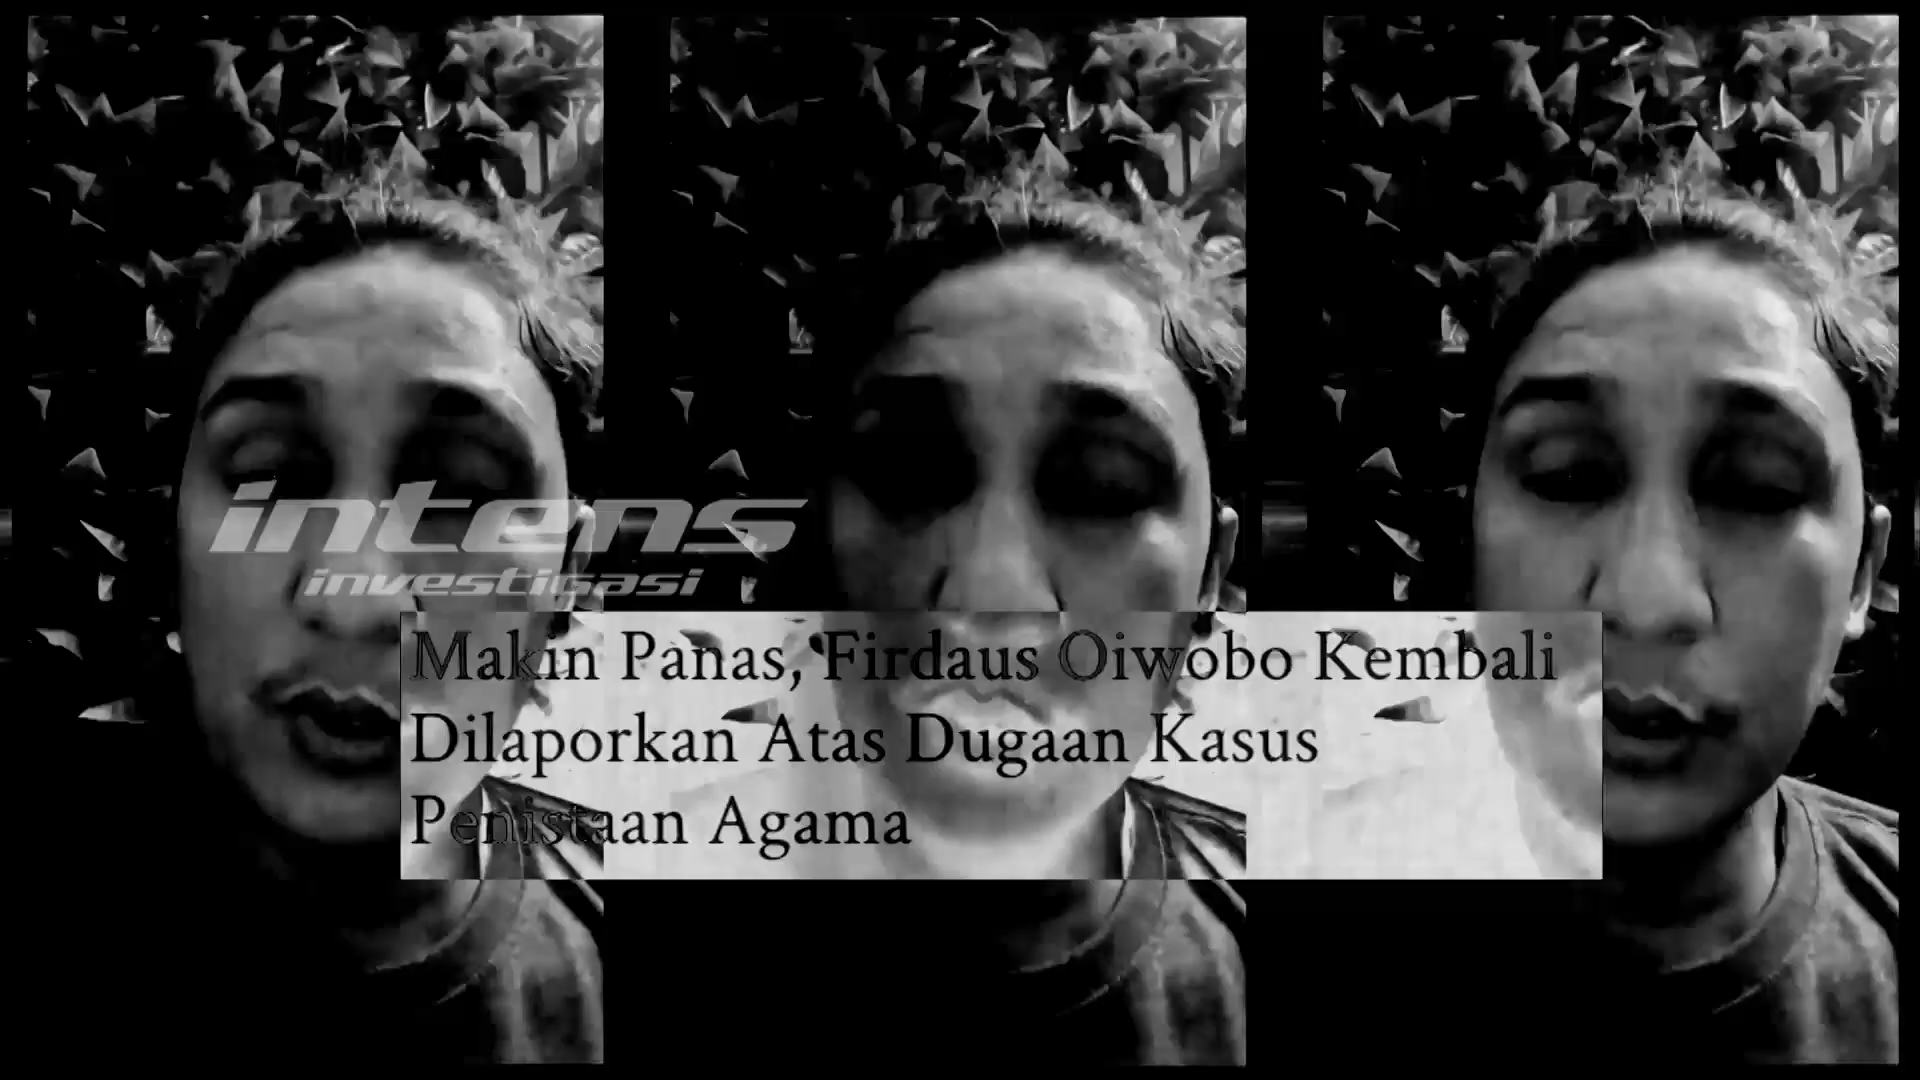 intens
investigasi
Makin Panas, Firdaus Oiwobo Kembali
Dilaporkan Atas Dugaan Kasus
Penistaan Agama